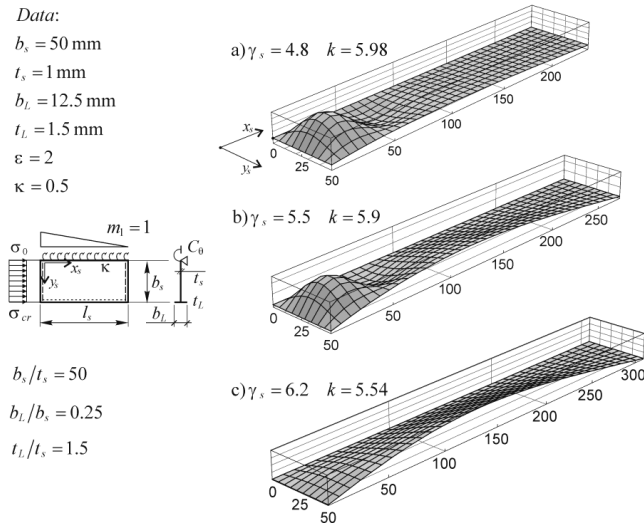 Data:
b_s = 50 mm
t_s = 1 mm
b_L = 12.5 mm
t_L = 1.5 mm
ε = 2
κ = 0.5
m_1 = 1
σ_0
κ
x_s
y_s
b_s
C_θ
t_s
σ_cr
l_s
b_L
t_L
b_s/t_s = 50
b_L/b_s = 0.25
t_L/t_s = 1.5
a) γ_s = 4.8 k = 5.98
x_s
y_s
0
25
50
50
100
150
200
b) γ_s = 5.5 k = 5.9
0
25
50
50
100
150
200
250
c) γ_s = 6.2 k = 5.54
0
25
50
50
100
150
200
250
300